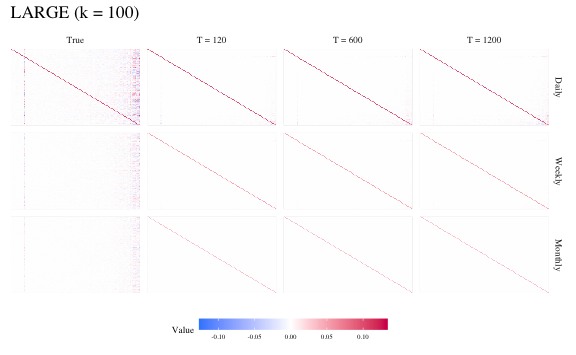 LARGE (k = 100)
True T = 120 T = 600 T = 1200
Daily
Weekly
Monthly
Value
-0.10 -0.05 0.00 0.05 0.10